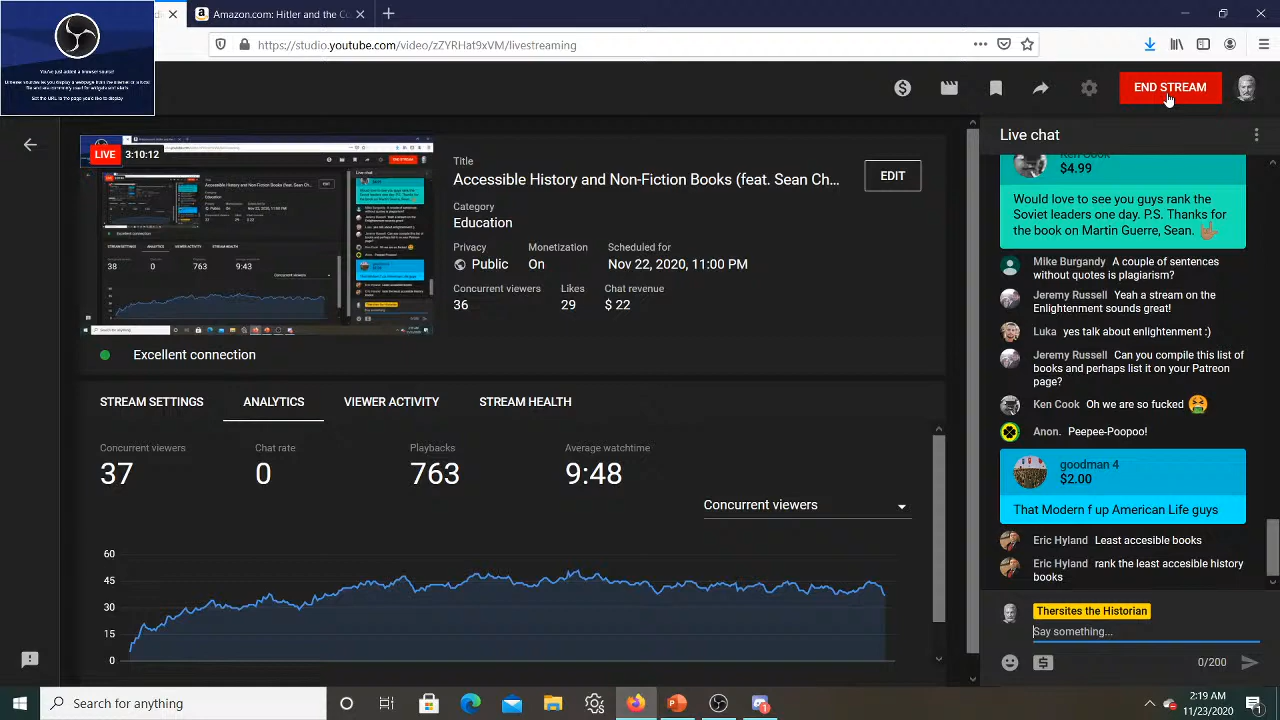 Amazon.com: Hitler and the C
You've just added a browser source!
https://studio.youtube.com/video/zZYRHat9xVM/livestreaming
END STREAM
LIVE 3:10:12
Title
Accessible History and Non-Fiction Books (feat. Sean Ch...
EDIT
Category
Education
Privacy Monetization Scheduled for
Public On Nov 22, 2020, 11:00 PM
Concurrent viewers Likes Chat revenue
36 29 $ 22
Excellent connection
STREAM SETTINGS ANALYTICS VIEWER ACTIVITY STREAM HEALTH
Concurrent viewers Chat rate Playbacks Average watchtime
37 0 763 9:48
Concurrent viewers
60
45
30
15
0
Live chat
Ken Cook
$4.99
Would love to see you guys rank the
Soviet leaders one day. P.S. Thanks for
the book on Martin Guerre, Sean.
Mike Burgandy A couple of sentences
without quotes is plagiarism?
Jeremy Russell Yeah a stream on the
Enlightenment sounds great!
Luka yes talk about enlightenment :)
Jeremy Russell Can you compile this list of
books and perhaps list it on your Patreon
page?
Ken Cook Oh we are so fucked
Anon. Peepee-Poopoo!
goodman 4
$2.00
That Modern f up American Life guys
Eric Hyland Least accesible books
Eric Hyland rank the least accesible history
books
Thersites the Historian
Say something...
0/200
Search for anything
2:19 AM
11/23/2020